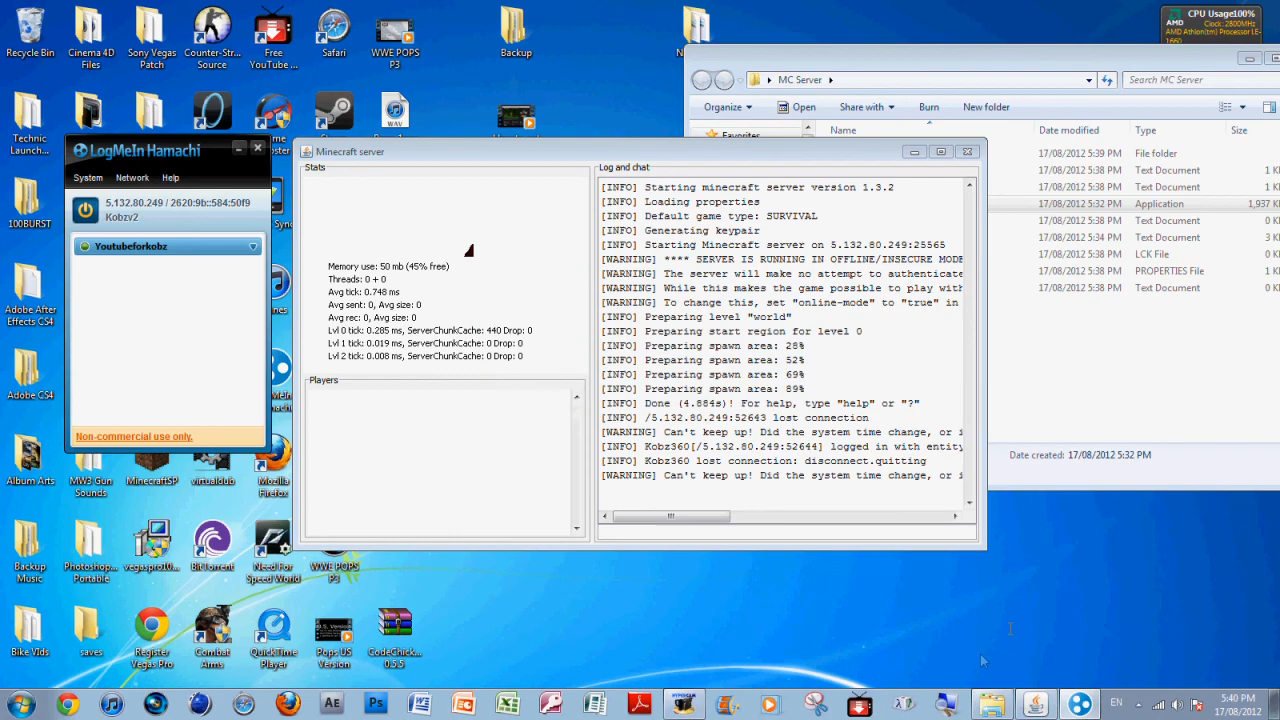 Recycle Bin
Cinema 4D Files
Sony Vegas Patch
Counter-Str... Source
Free YouTube ...
Safari
WWE POPS P3
Backup
CPU Usage100%
AMD Clock: 2800MHz
AMD Athlon(tm) Processor LE-1660
MC Server
Search MC Server
Organize
Open
Share with
Burn
New folder
Favorites
Name
Date modified
Type
Size
17/08/2012 5:39 PM File folder
17/08/2012 5:38 PM Text Document 1 K
17/08/2012 5:38 PM Text Document
17/08/2012 5:32 PM Application 1,937 K
17/08/2012 5:38 PM Text Document
17/08/2012 5:34 PM Text Document 3 K
17/08/2012 5:38 PM LCK File
17/08/2012 5:38 PM PROPERTIES File
17/08/2012 5:38 PM Text Document
Date created: 17/08/2012 5:32 PM
Technic Launch...
WAV
LogMeIn Hamachi
System Network Help
5.132.80.249 / 2620:9b::584:50f9
Kobzv2
Youtubeforkobz
Non-commercial use only.
Minecraft server
Stats
Memory use: 50 mb (45% free)
Threads: 0 + 0
Avg tick: 0.748 ms
Avg sent: 0, Avg size: 0
Avg rec: 0, Avg size: 0
Lvl 0 tick: 0.285 ms, ServerChunkCache: 440 Drop: 0
Lvl 1 tick: 0.019 ms, ServerChunkCache: 0 Drop: 0
Lvl 2 tick: 0.008 ms, ServerChunkCache: 0 Drop: 0
Players
Log and chat
[INFO] Starting minecraft server version 1.3.2
[INFO] Loading properties
[INFO] Default game type: SURVIVAL
[INFO] Generating keypair
[INFO] Starting Minecraft server on 5.132.80.249:25565
[WARNING] **** SERVER IS RUNNING IN OFFLINE/INSECURE MODE
[WARNING] The server will make no attempt to authenticate
[WARNING] While this makes the game possible to play with
[WARNING] To change this, set "online-mode" to "true" in
[INFO] Preparing level "world"
[INFO] Preparing start region for level 0
[INFO] Preparing spawn area: 28%
[INFO] Preparing spawn area: 52%
[INFO] Preparing spawn area: 69%
[INFO] Preparing spawn area: 89%
[INFO] Done (4.884s)! For help, type "help" or "?"
[INFO] /5.132.80.249:52643 lost connection
[WARNING] Can't keep up! Did the system time change, or i
[INFO] Kobz360[/5.132.80.249:52644] logged in with entity
[INFO] Kobz360 lost connection: disconnect.quitting
[WARNING] Can't keep up! Did the system time change, or i
100BURST
Adobe After Effects CS4
Adobe CS4
Album Arts
MW3 Gun Sounds
MinecraftSP
virtualdub
Mozilla Firefox
Backup Music
Photoshop... Portable
vegaspro10...
BitTorrent
Need For Speed World
WWE POPS P3
Bike VIds
saves
Register Vegas Pro
Combat Arms
QuickTime Player
Pops US Version
CodeChick... 0.5.5
Ae
Ps
EN
5:40 PM
17/08/2012